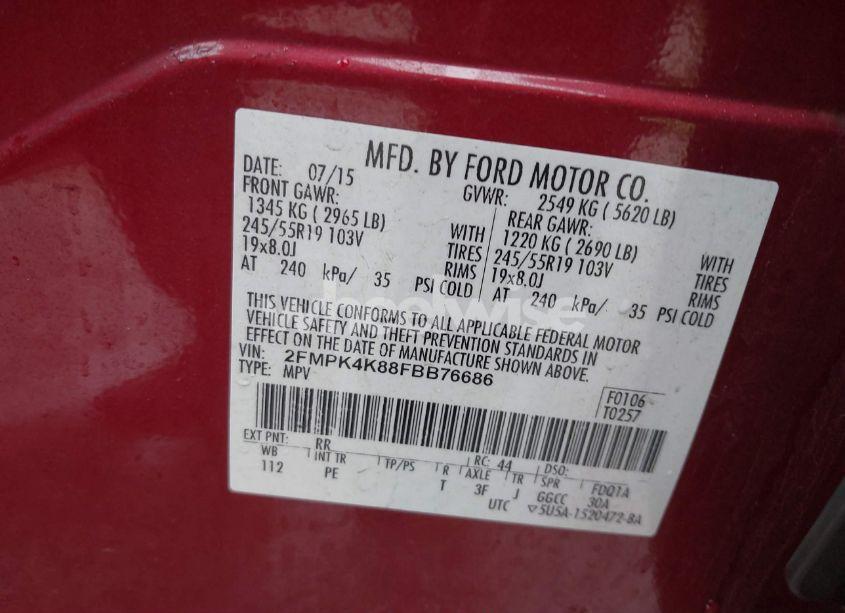 MFD. BY FORD MOTOR CO.
DATE: 07/15 GVWR: 2549 KG ( 5620 LB)
FRONT GAWR: REAR GAWR:
1345 KG ( 2965 LB) WITH 1220 KG ( 2690 LB) WITH
245/55R19 103V TIRES 245/55R19 103V TIRES
19x8.0J RIMS 19x8.0J RIMS
AT 240 kPa/ 35 PSI COLD AT 240 kPa/ 35 PSI COLD
THIS VEHICLE CONFORMS TO ALL APPLICABLE FEDERAL MOTOR
VEHICLE SAFETY AND THEFT PREVENTION STANDARDS IN
EFFECT ON THE DATE OF MANUFACTURE SHOWN ABOVE.
VIN: 2FMPK4K88FBB76686
TYPE: MPV
F0106
T0257
EXT PNT: RR RC: 44 DSO:
WB INT TR TP/PS R AXLE TR SPR FDQ1A
112 PE T 3F J GGCC 30A
UTC ▽5U5A-1520472-BA